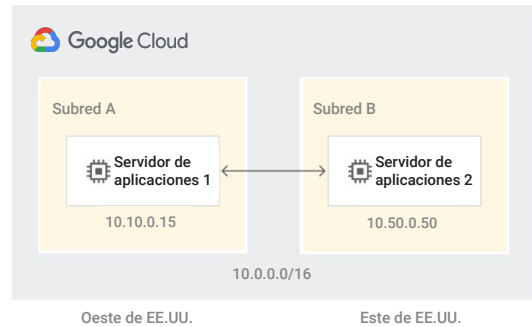 Google Cloud
Subred A
Subred B
Servidor de
aplicaciones 1
Servidor de
aplicaciones 2
10.10.0.15
10.50.0.50
10.0.0.0/16
Oeste de EE.UU.
Este de EE.UU.